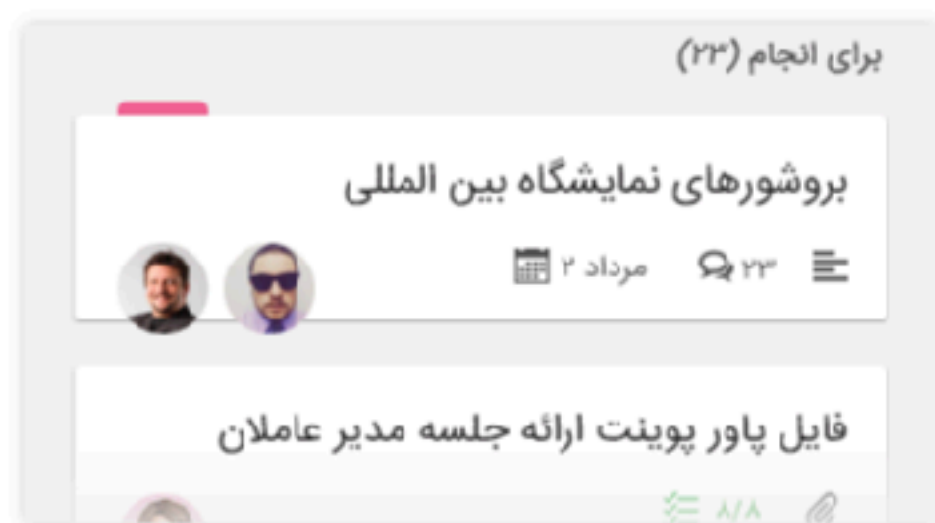 برای انجام (۲۳)
بروشورهای نمایشگاه بین المللی
۲۳ مرداد ۲
فایل پاور پوینت ارائه جلسه مدیر عاملان
۸/۸